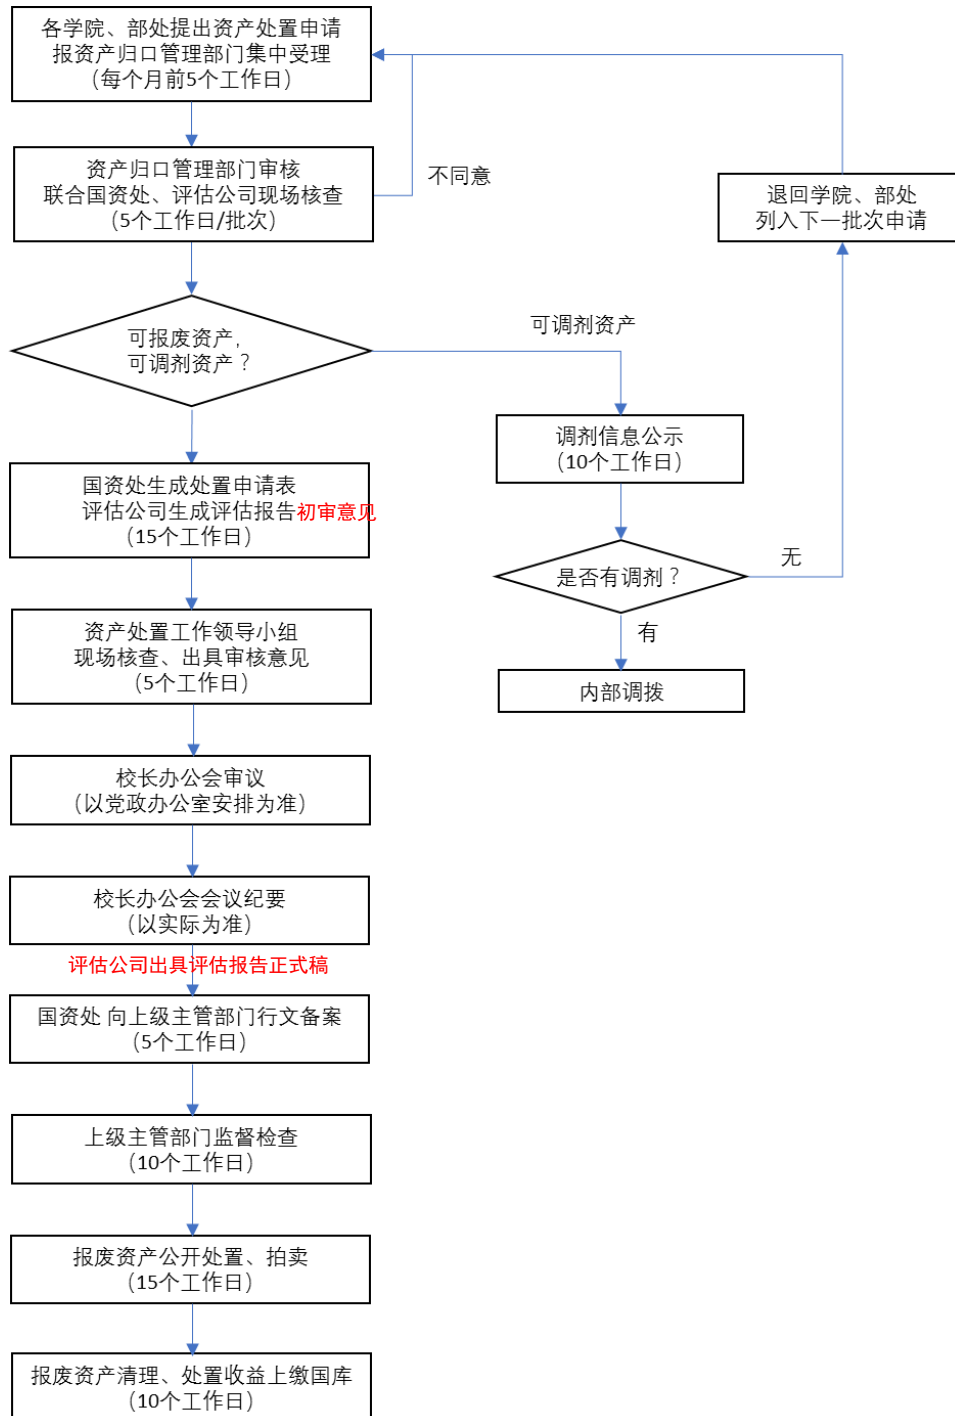 各学院、部处提出资产处置申请
报资产归口管理部门集中受理
（每个月前5个工作日）
资产归口管理部门审核
联合国资处、评估公司现场核查
（5个工作日/批次）
不同意
退回学院、部处
列入下一批次申请
可报废资产，
可调剂资产？
可调剂资产
调剂信息公示
（10个工作日）
国资处生成处置申请表
评估公司生成评估报告初审意见
（15个工作日）
是否有调剂？
无
有
内部调拨
资产处置工作领导小组
现场核查、出具审核意见
（5个工作日）
校长办公会审议
（以党政办公室安排为准）
校长办公会会议纪要
（以实际为准）
评估公司出具评估报告正式稿
国资处 向上级主管部门行文备案
（5个工作日）
上级主管部门监督检查
（10个工作日）
报废资产公开处置、拍卖
（15个工作日）
报废资产清理、处置收益上缴国库
（10个工作日）